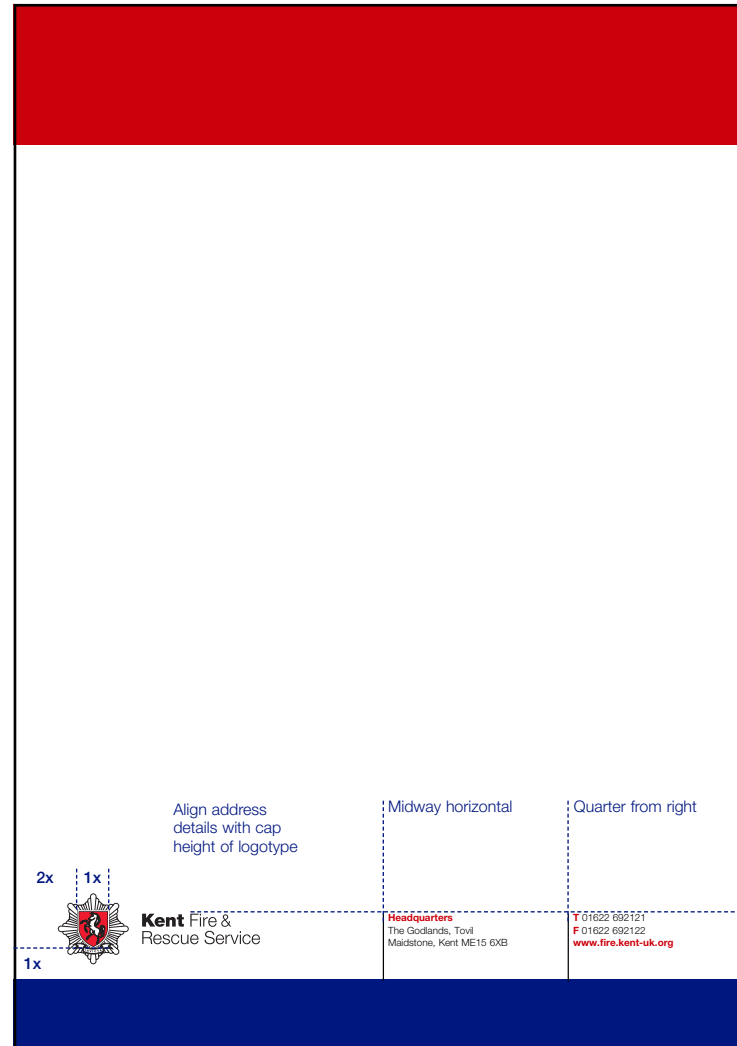 Align address
details with cap
height of logotype
Midway horizontal
Quarter from right
2x
1x
Kent Fire &
Rescue Service
Headquarters
The Godlands, Tovil
Maidstone, Kent ME15 6XB
T 01622 692121
F 01622 692122
www.fire.kent-uk.org
1x